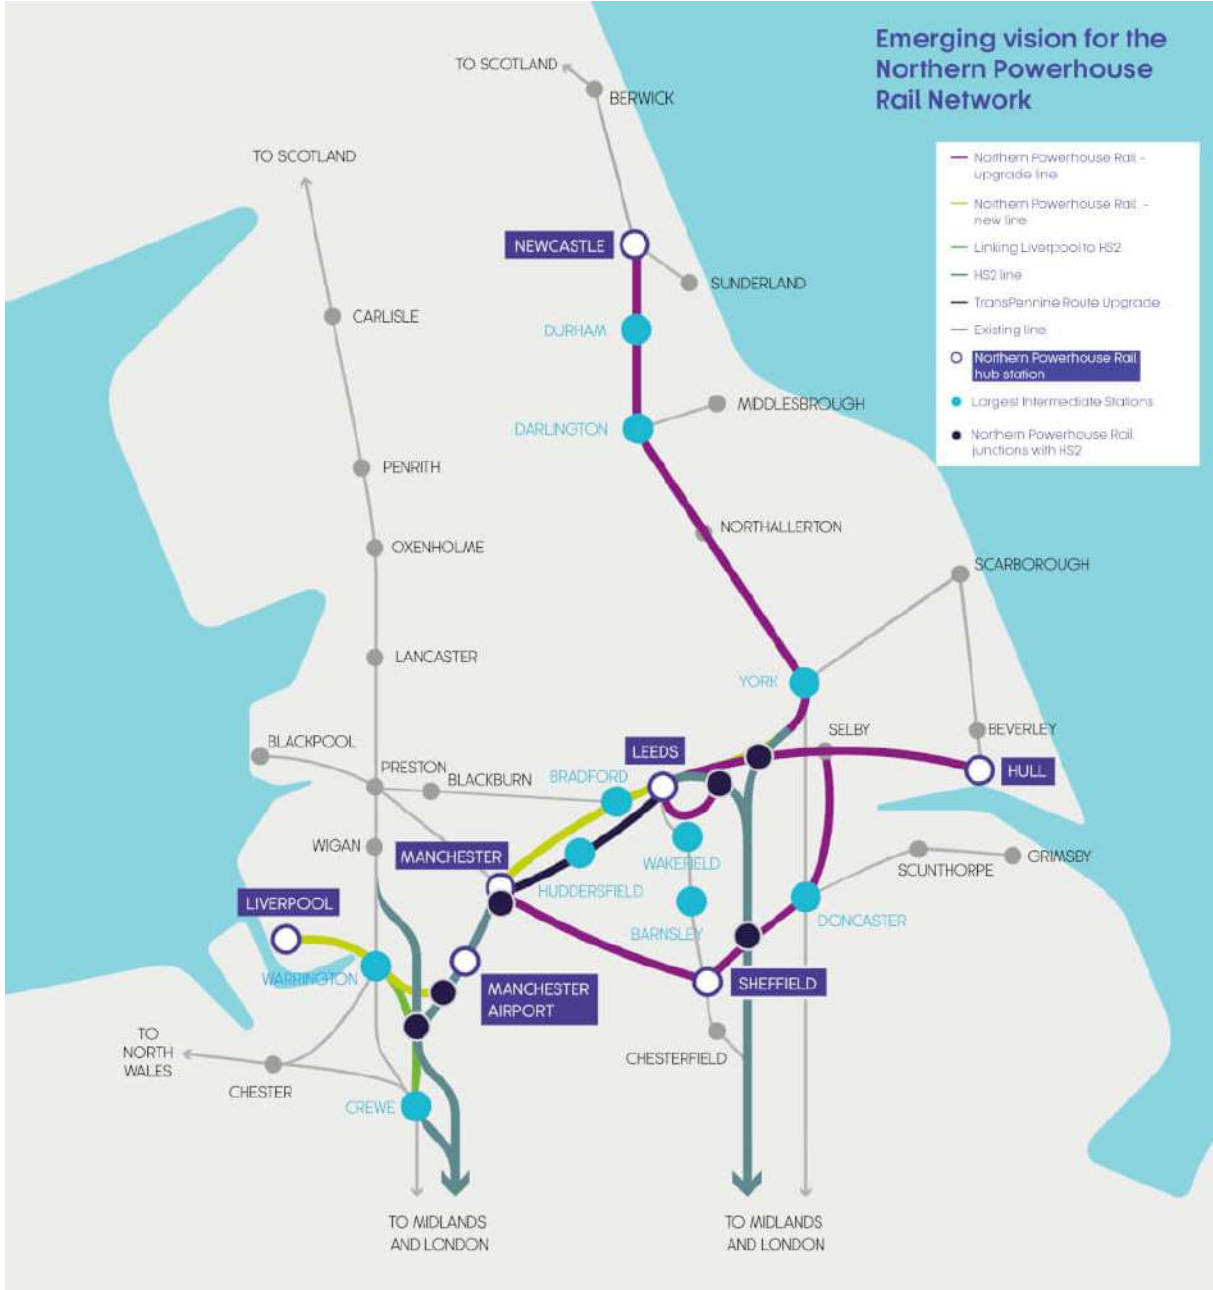 Emerging vision for the
Northern Powerhouse
Rail Network
Northern Powerhouse Rail -
upgrade line
Northern Powerhouse Rail -
new line
Linking Liverpool to HS2
HS2 line
TransPennine Route Upgrade
Existing line
Northern Powerhouse Rail
hub station
Largest Intermediate Stations
Northern Powerhouse Rail
junctions with HS2
TO SCOTLAND
BERWICK
TO SCOTLAND
NEWCASTLE
SUNDERLAND
CARLISLE
DURHAM
MIDDLESBROUGH
DARLINGTON
PENRITH
NORTHALLERTON
OXENHOLME
SCARBOROUGH
LANCASTER
YORK
SELBY
BEVERLEY
BLACKPOOL
LEEDS
PRESTON
BLACKBURN
BRADFORD
HULL
WIGAN
MANCHESTER
HUDDERSFIELD
WAKEFIELD
SCUNTHORPE
GRIMSBY
LIVERPOOL
BARNSLEY
DONCASTER
WARRINGTON
MANCHESTER
AIRPORT
SHEFFIELD
TO
NORTH
WALES
CHESTER
CHESTERFIELD
CREWE
TO MIDLANDS
AND LONDON
TO MIDLANDS
AND LONDON